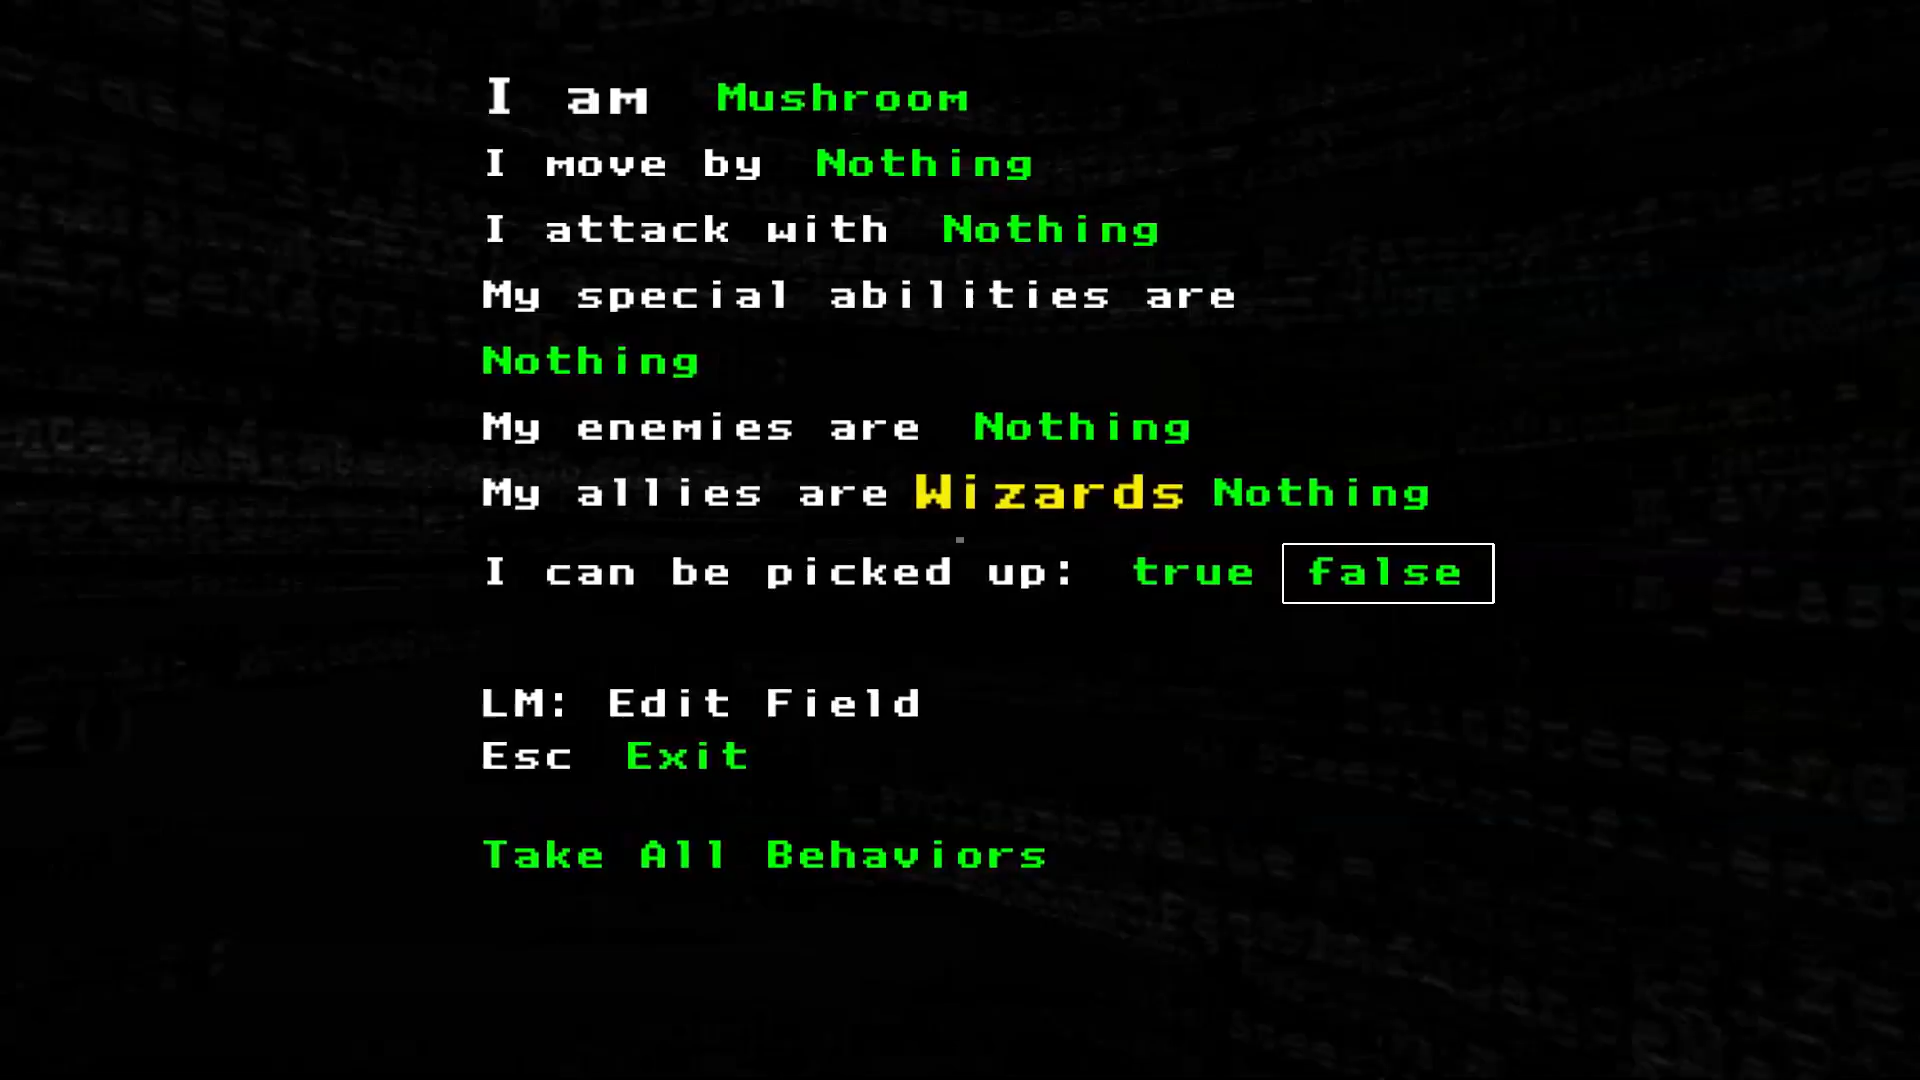 I am Mushroom
I move by Nothing
I attack with Nothing
My special abilities are
Nothing
My enemies are Nothing
My allies are Wizards Nothing
I can be picked up: true false
LM: Edit Field
Esc Exit
Take All Behaviors